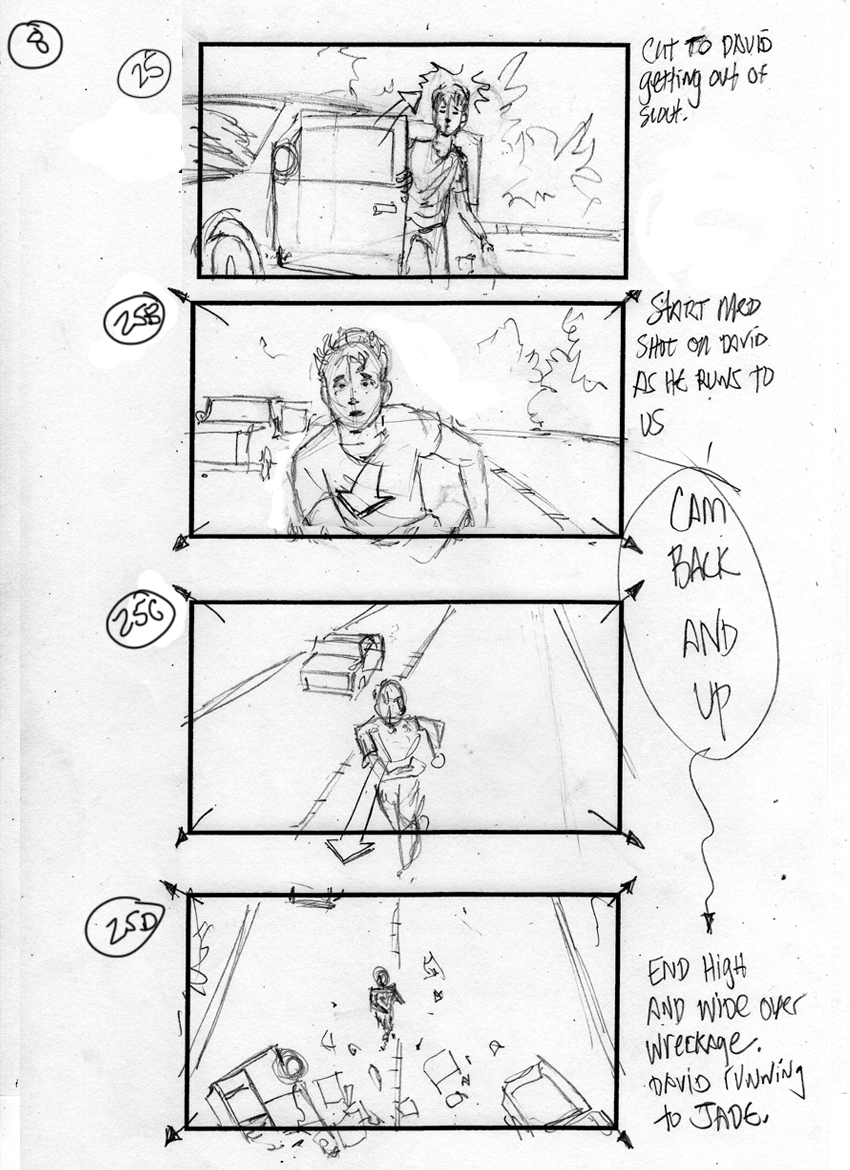 8
25
CUT TO DAVID
getting out of
SCOUT.
25B
START MED
SHOT ON DAVID
AS HE RUNS TO
US
CAM
BACK
AND
UP
25C
25D
END HIGH
AND WIDE OVER
WRECKAGE.
DAVID RUNNING
TO JADE.